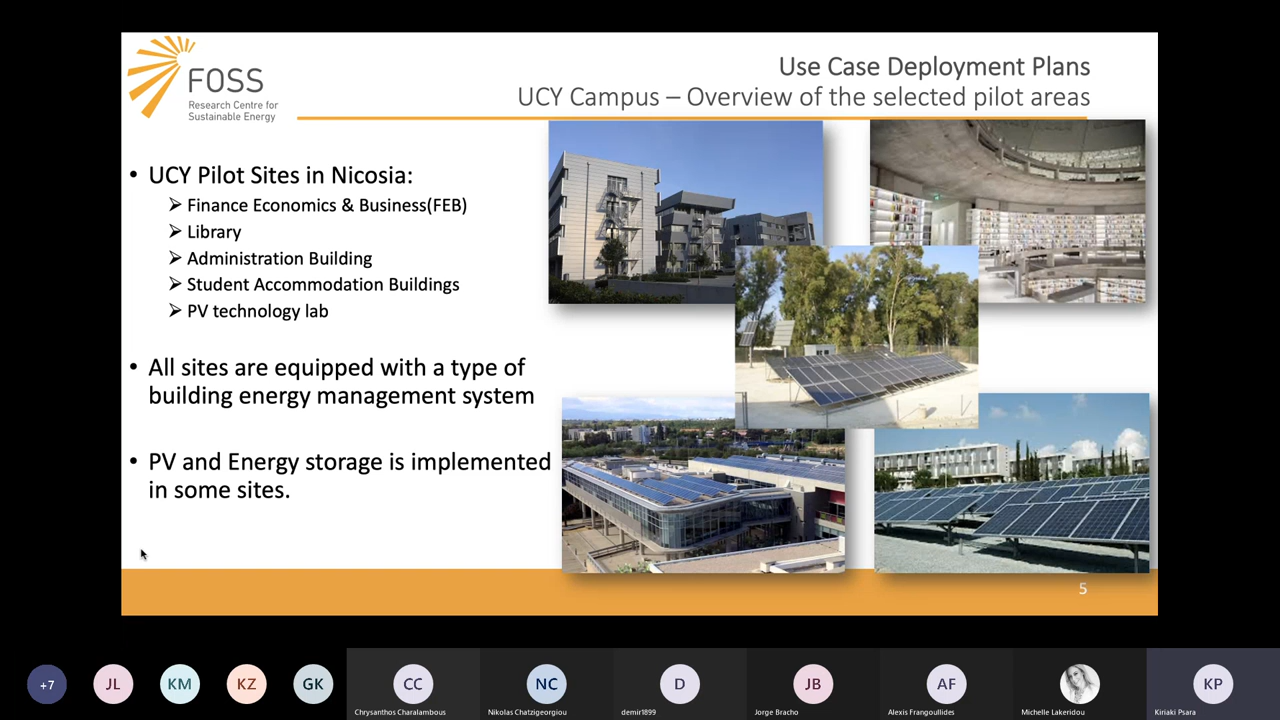 FOSS
Research Centre for
Sustainable Energy
Use Case Deployment Plans
UCY Campus – Overview of the selected pilot areas
• UCY Pilot Sites in Nicosia:
➢ Finance Economics & Business(FEB)
➢ Library
➢ Administration Building
➢ Student Accommodation Buildings
➢ PV technology lab
• All sites are equipped with a type of
building energy management system
• PV and Energy storage is implemented
in some sites.
5
+7
JL
KM
KZ
GK
CC
NC
D
JB
AF
KP
Chrysanthos Charalambous
Nikolas Chatzigeorgiou
demir1899
Jorge Bracho
Alexis Frangoullides
Michelle Lakeridou
Kiriaki Psara